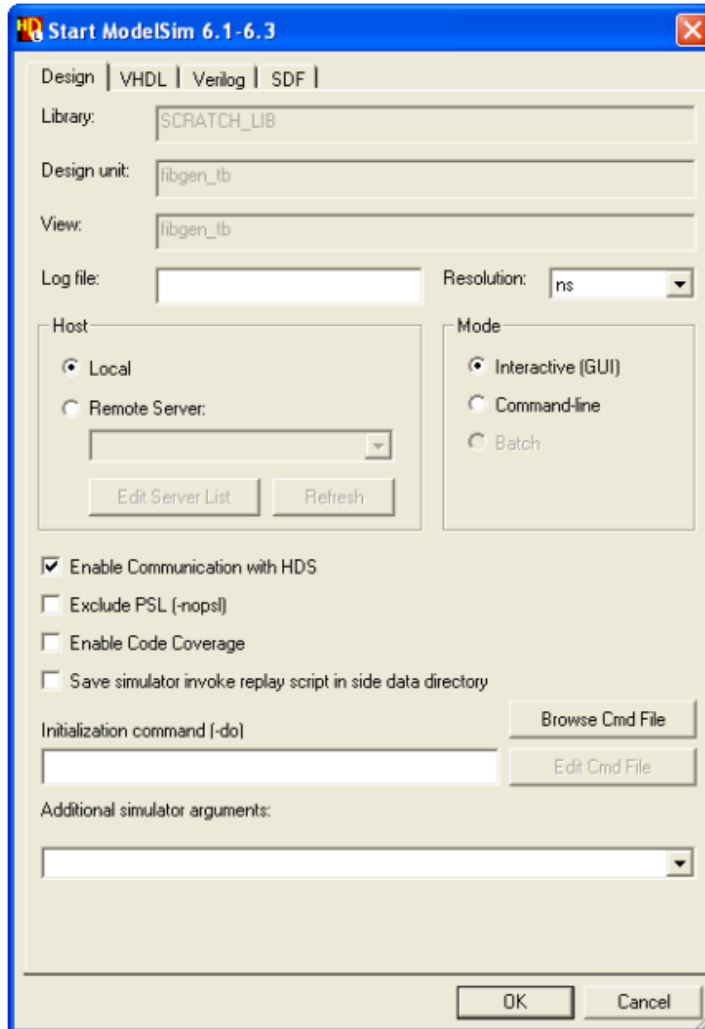 Start ModelSim 6.1-6.3
Design VHDL Verilog SDF
Library: SCRATCH_LIB
Design unit: fibgen_tb
View: fibgen_tb
Log file: Resolution: ns
Host Mode
Local Interactive (GUI)
Remote Server: Command-line
Batch
Edit Server List Refresh
Enable Communication with HDS
Exclude PSL (-nopsl)
Enable Code Coverage
Save simulator invoke replay script in side data directory
Browse Cmd File
Initialization command (-do)
Edit Cmd File
Additional simulator arguments:
OK Cancel